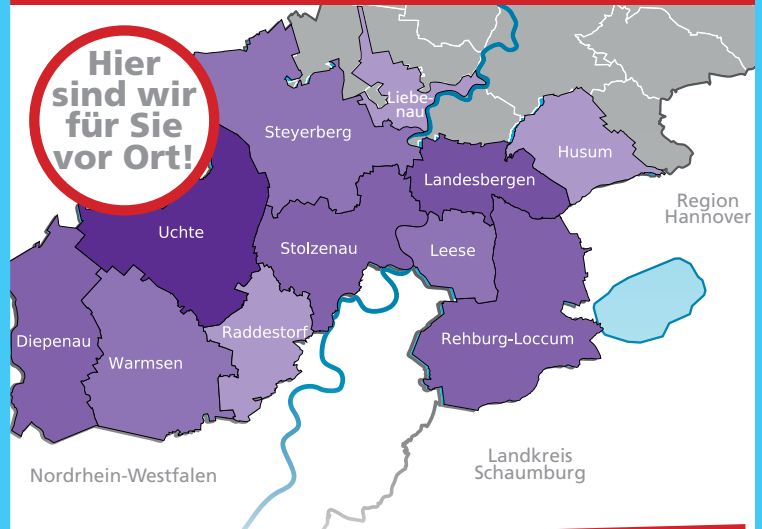 Hier
sind wir
für Sie
vor Ort!
Liebe-
nau
Steyerberg
Husum
Landesbergen
Region
Hannover
Uchte
Stolzenau
Leese
Raddestorf
Diepenau
Warmsen
Rehburg-Loccum
Nordrhein-Westfalen
Landkreis
Schaumburg